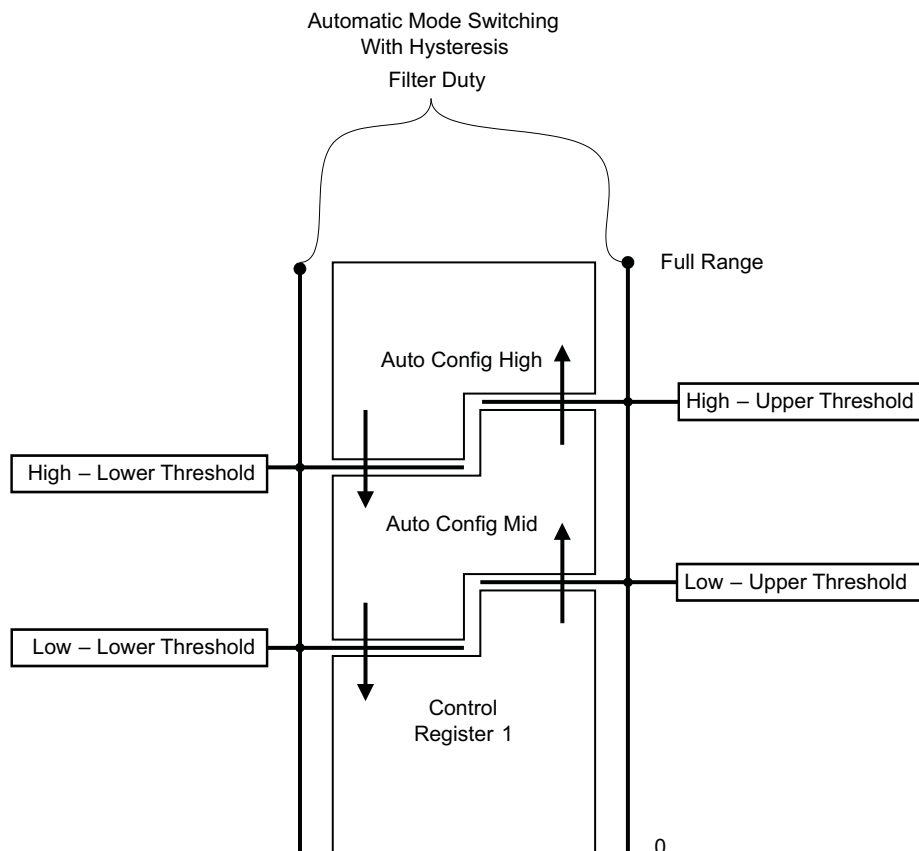 Automatic Mode Switching
With Hysteresis
Filter Duty
Full Range
Auto Config High
High – Upper Threshold
High – Lower Threshold
Auto Config Mid
Low – Upper Threshold
Low – Lower Threshold
Control
Register 1
0